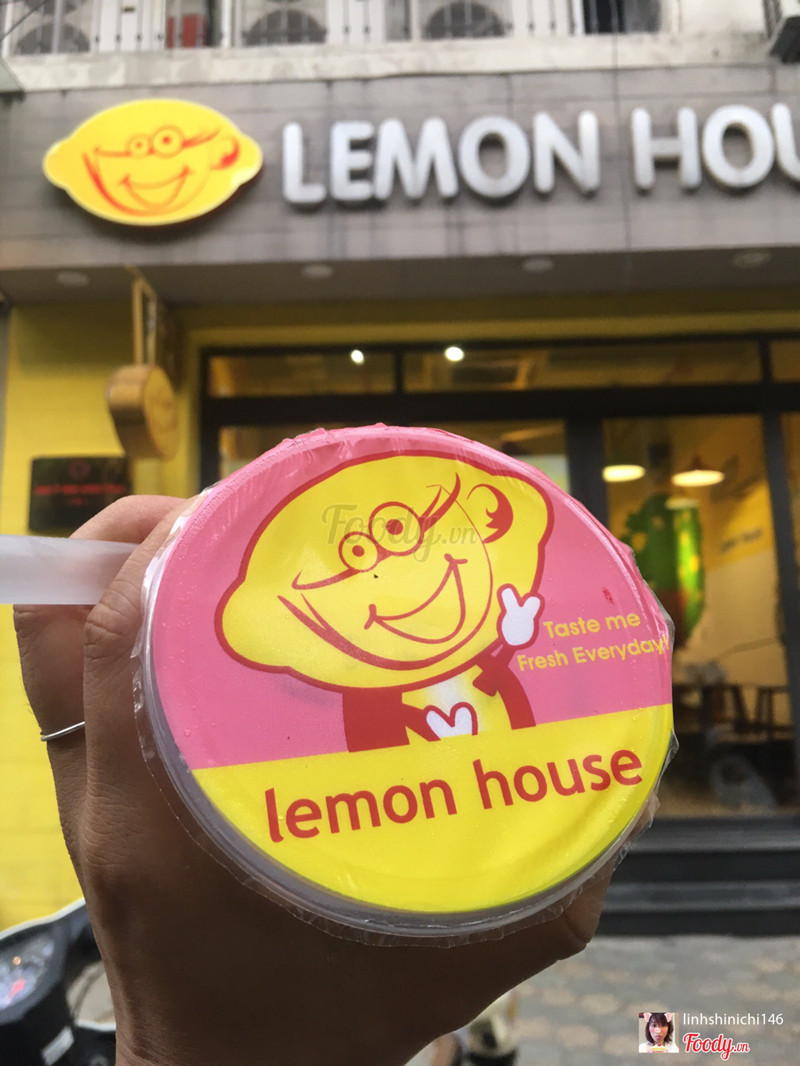 LEMON HOU
Foody.vn
Taste me
Fresh Everyday!
lemon house
linhshinichi146
Foody.vn